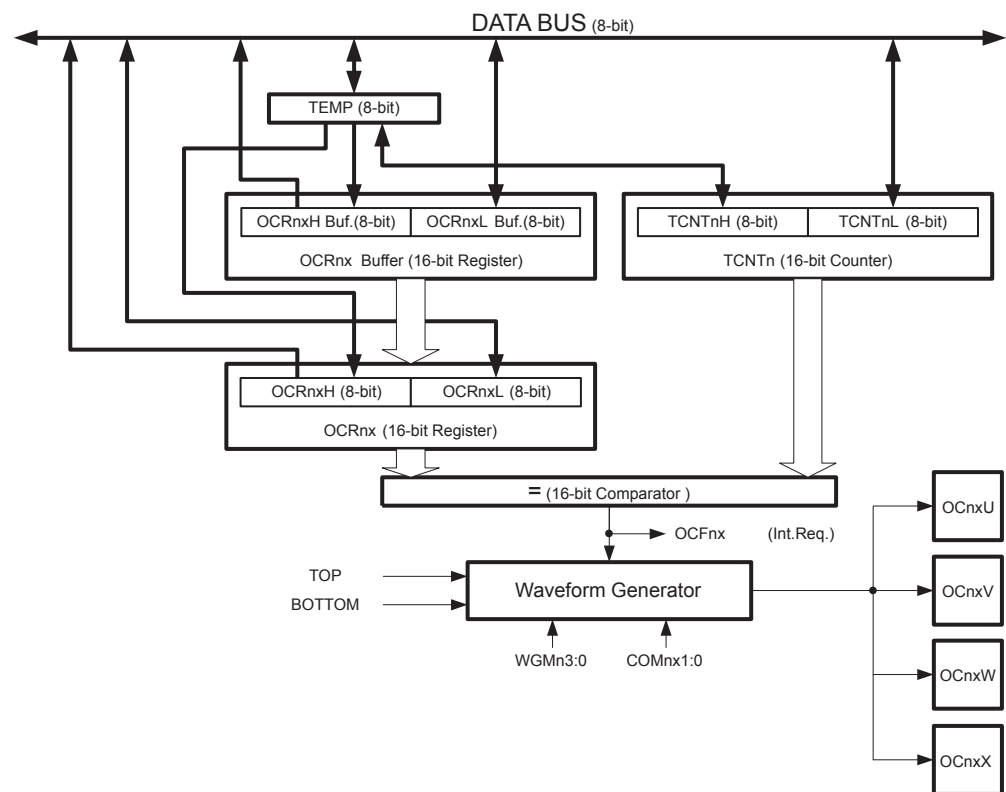 DATA BUS (8-bit)
TEMP (8-bit)
OCRnxH Buf.(8-bit) OCRnxL Buf.(8-bit)
OCRnx Buffer (16-bit Register)
TCNTnH (8-bit) TCNTnL (8-bit)
TCNTn (16-bit Counter)
OCRnxH (8-bit) OCRnxL (8-bit)
OCRnx (16-bit Register)
= (16-bit Comparator )
OCFnx (Int.Req.)
TOP
BOTTOM
Waveform Generator
WGMn3:0 COMnx1:0
OCnxU
OCnxV
OCnxW
OCnxX